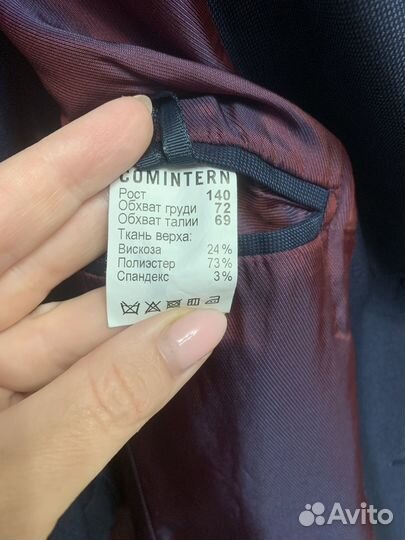 COMINTERN
Рост 140
Обхват груди 72
Обхват талии 69
Ткань верха:
Вискоза 24%
Полиэстер 73%
Спандекс 3%
Avito